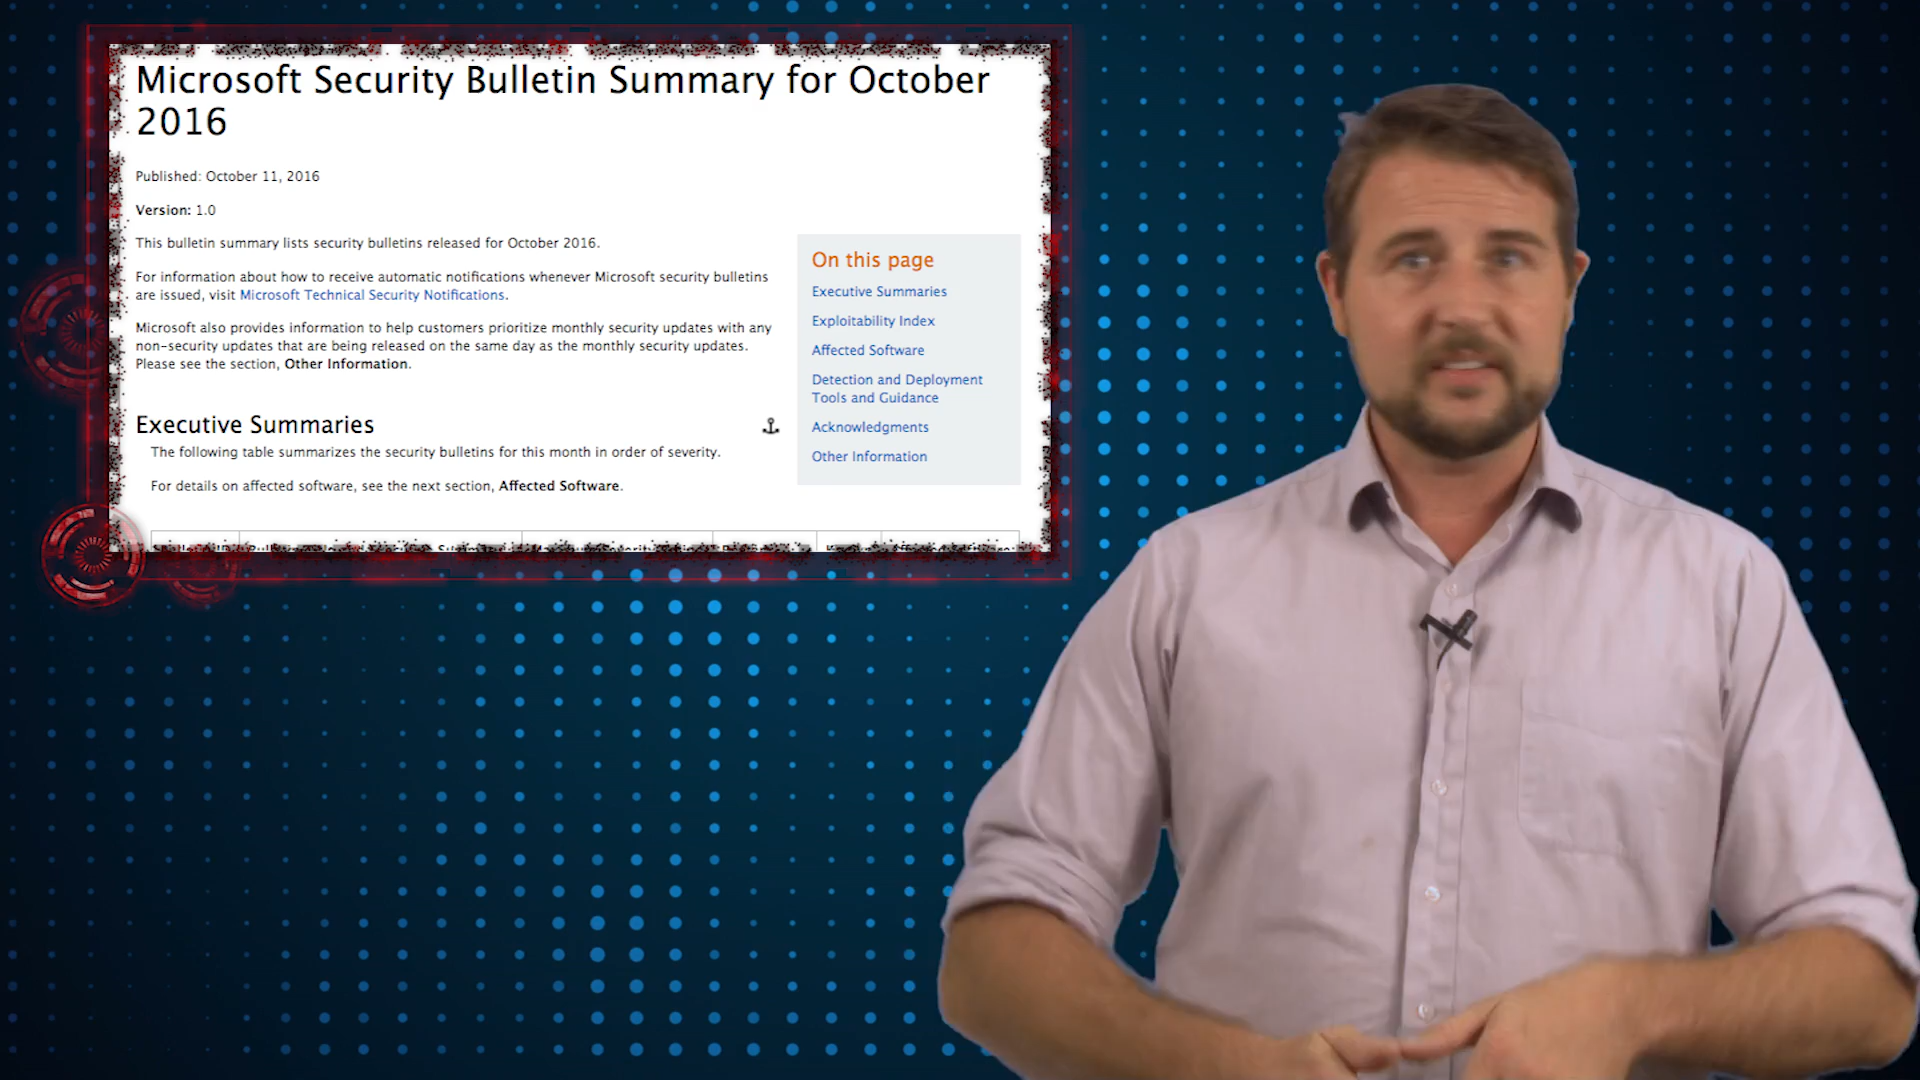 Microsoft Security Bulletin Summary for October
2016
Published: October 11, 2016
Version: 1.0
This bulletin summary lists security bulletins released for October 2016.
For information about how to receive automatic notifications whenever Microsoft security bulletins
are issued, visit Microsoft Technical Security Notifications.
Microsoft also provides information to help customers prioritize monthly security updates with any
non-security updates that are being released on the same day as the monthly security updates.
Please see the section, Other Information.
Executive Summaries
The following table summarizes the security bulletins for this month in order of severity.
For details on affected software, see the next section, Affected Software.
On this page
Executive Summaries
Exploitability Index
Affected Software
Detection and Deployment
Tools and Guidance
Acknowledgments
Other Information